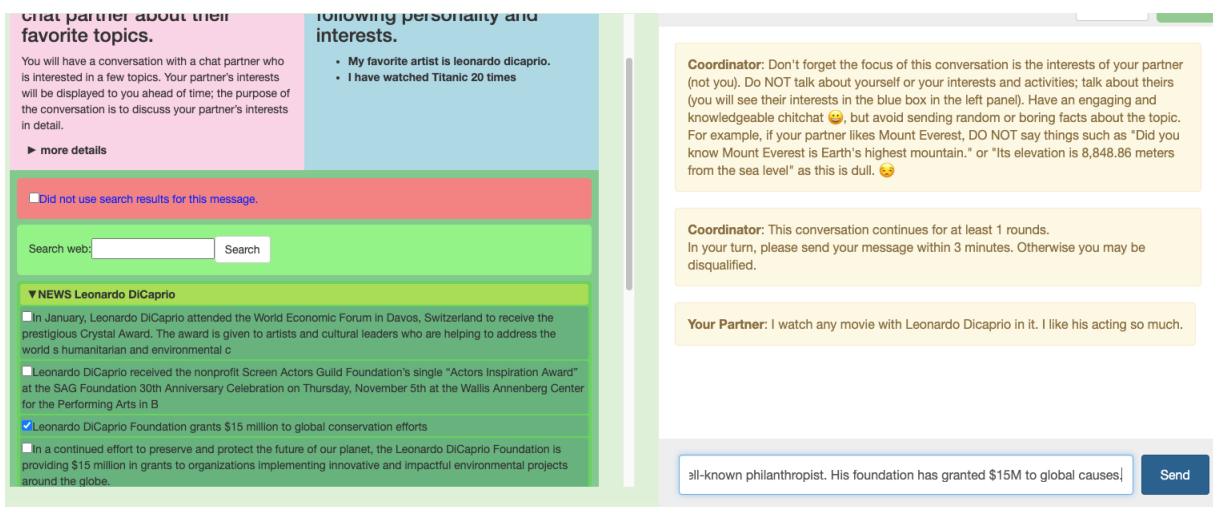 chat partner about their
favorite topics.
You will have a conversation with a chat partner who
is interested in a few topics. Your partner's interests
will be displayed to you ahead of time; the purpose of
the conversation is to discuss your partner's interests
in detail.
▶ more details
following personality and
interests.
• My favorite artist is leonardo dicaprio.
• I have watched Titanic 20 times
Did not use search results for this message.
Search web:
Search
▼NEWS Leonardo DiCaprio
In January, Leonardo DiCaprio attended the World Economic Forum in Davos, Switzerland to receive the
prestigious Crystal Award. The award is given to artists and cultural leaders who are helping to address the
world s humanitarian and environmental c
Leonardo DiCaprio received the nonprofit Screen Actors Guild Foundation's single "Actors Inspiration Award"
at the SAG Foundation 30th Anniversary Celebration on Thursday, November 5th at the Wallis Annenberg Center
for the Performing Arts in B
Leonardo DiCaprio Foundation grants $15 million to global conservation efforts
In a continued effort to preserve and protect the future of our planet, the Leonardo DiCaprio Foundation is
providing $15 million in grants to organizations implementing innovative and impactful environmental projects
around the globe.
Coordinator: Don't forget the focus of this conversation is the interests of your partner
(not you). Do NOT talk about yourself or your interests and activities; talk about theirs
(you will see their interests in the blue box in the left panel). Have an engaging and
knowledgeable chitchat 😀, but avoid sending random or boring facts about the topic.
For example, if your partner likes Mount Everest, DO NOT say things such as "Did you
know Mount Everest is Earth's highest mountain." or "Its elevation is 8,848.86 meters
from the sea level" as this is dull. 😒
Coordinator: This conversation continues for at least 1 rounds.
In your turn, please send your message within 3 minutes. Otherwise you may be
disqualified.
Your Partner: I watch any movie with Leonardo Dicaprio in it. I like his acting so much.
ell-known philanthropist. His foundation has granted $15M to global causes.
Send